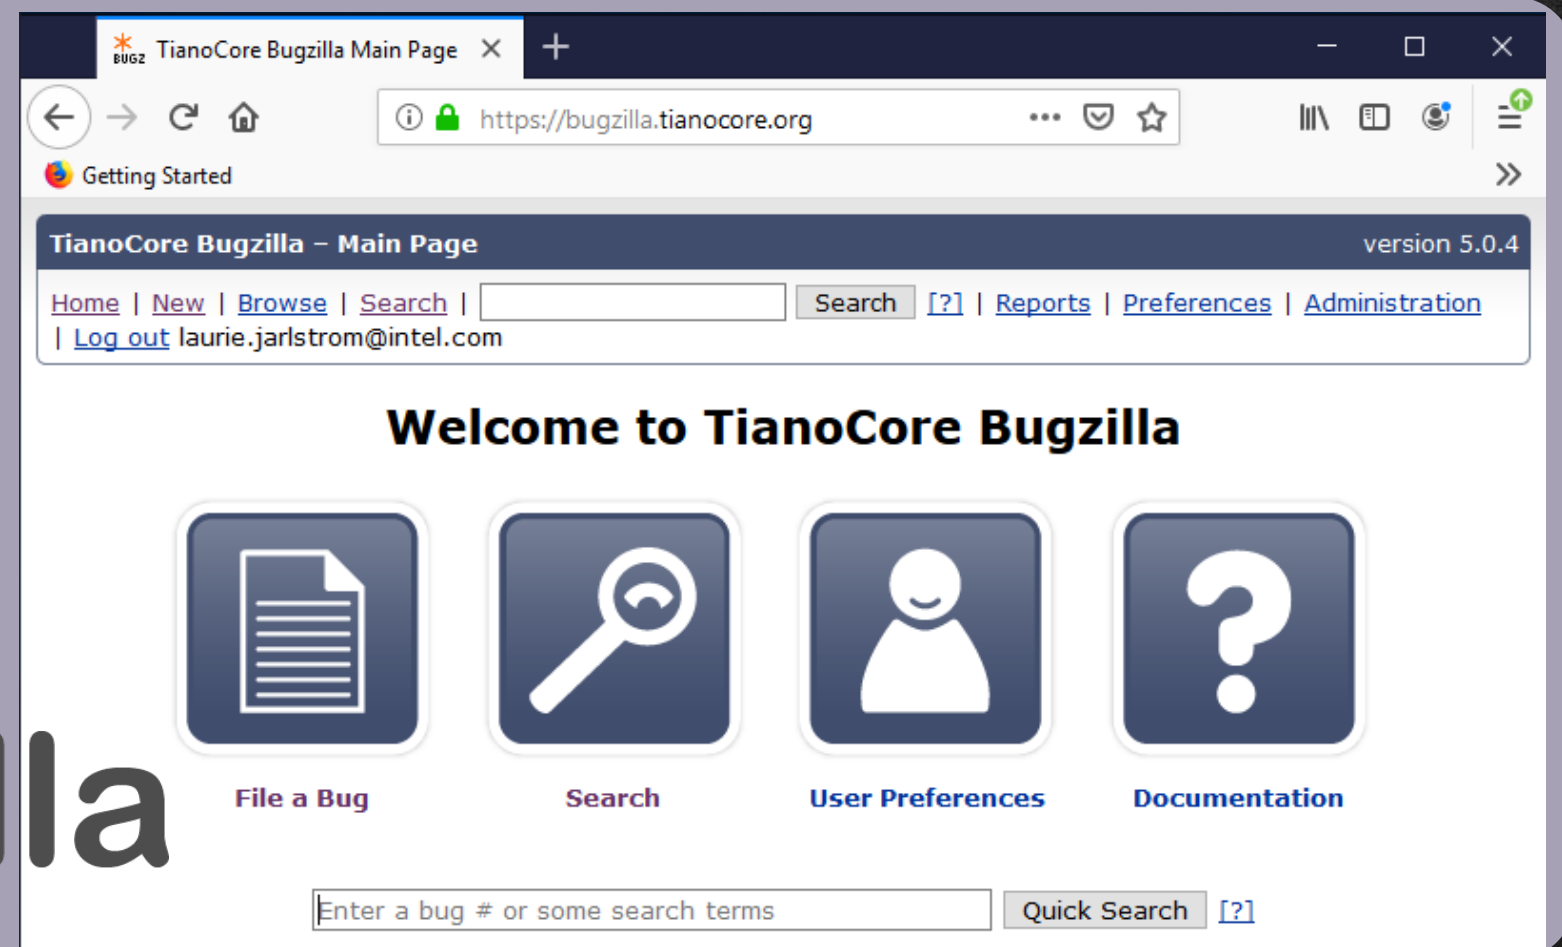 BUGZ TianoCore Bugzilla Main Page
https://bugzilla.tianocore.org
Getting Started
TianoCore Bugzilla – Main Page version 5.0.4
Home | New | Browse | Search | Search [?] | Reports | Preferences | Administration
| Log out laurie.jarlstrom@intel.com
Welcome to TianoCore Bugzilla
File a Bug Search User Preferences Documentation
lla
Enter a bug # or some search terms Quick Search [?]